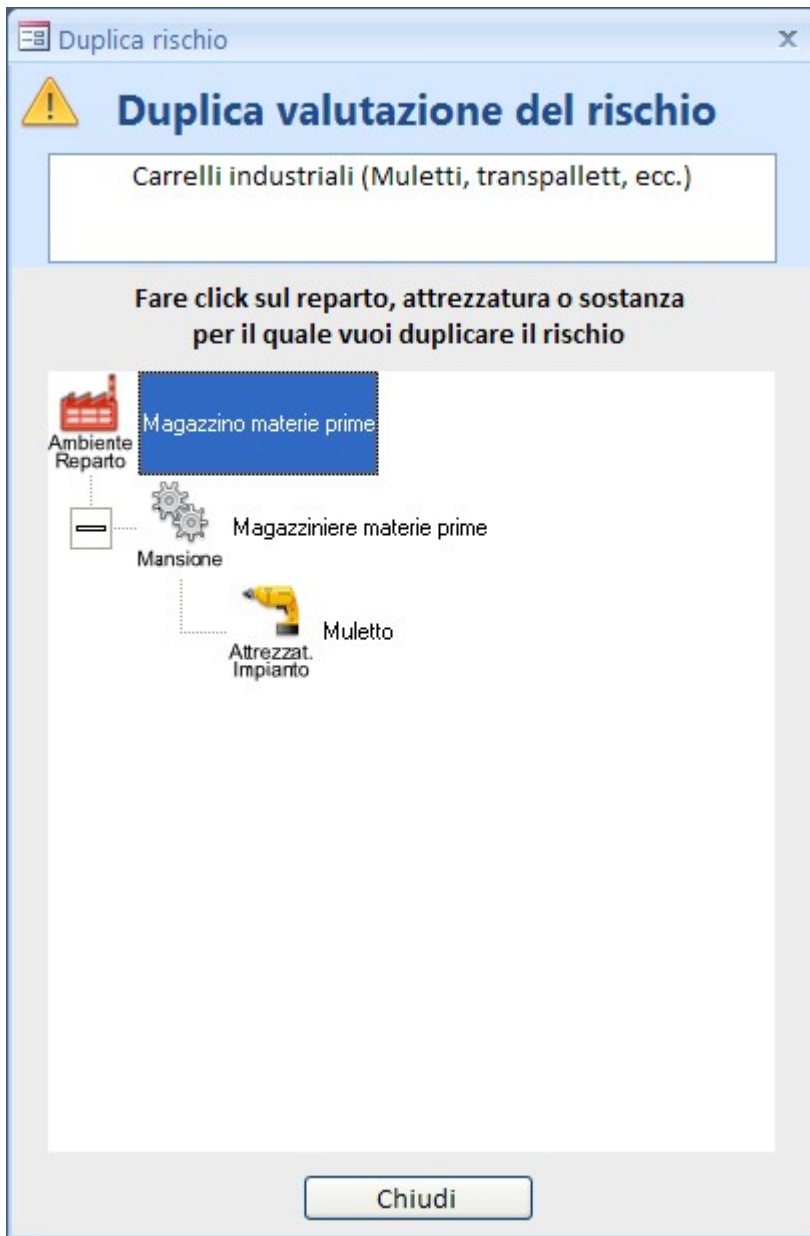 Duplica rischio
Duplica valutazione del rischio
Carrelli industriali (Muletti, transpallett, ecc.)
Fare click sul reparto, attrezzatura o sostanza
per il quale vuoi duplicare il rischio
Magazzino materie prime
Ambiente
Reparto
Magazziniere materie prime
Mansione
Muletto
Attrezzat.
Impianto
Chiudi